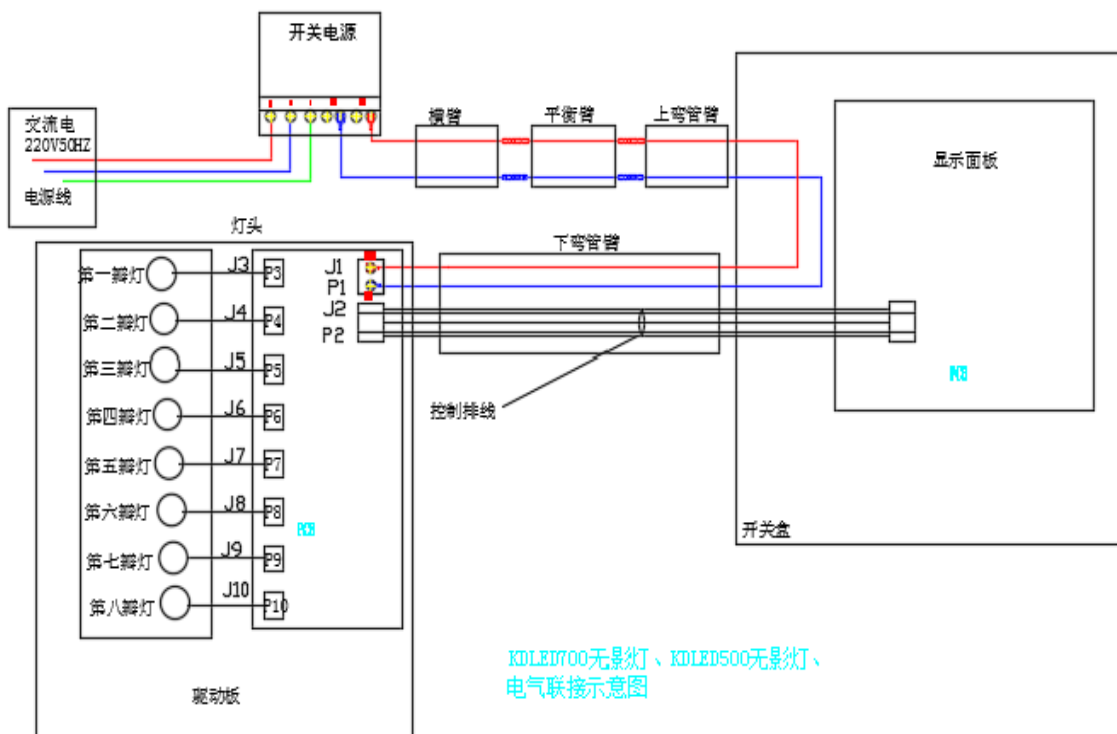 开关电源
交流电
220V50HZ
电源线
横臂
平衡臂
上弯管臂
显示面板
灯头
下弯管臂
第一瓣灯
J3
P3
J1
P1
第二瓣灯
J4
P4
J2
P2
第三瓣灯
J5
P5
第四瓣灯
J6
P6
控制排线
第五瓣灯
J7
P7
第六瓣灯
J8
P8
第七瓣灯
J9
P9
第八瓣灯
J10
P10
PCB
PCB
开关盒
驱动板
KDLED700无影灯、KDLED500无影灯、
电气联接示意图